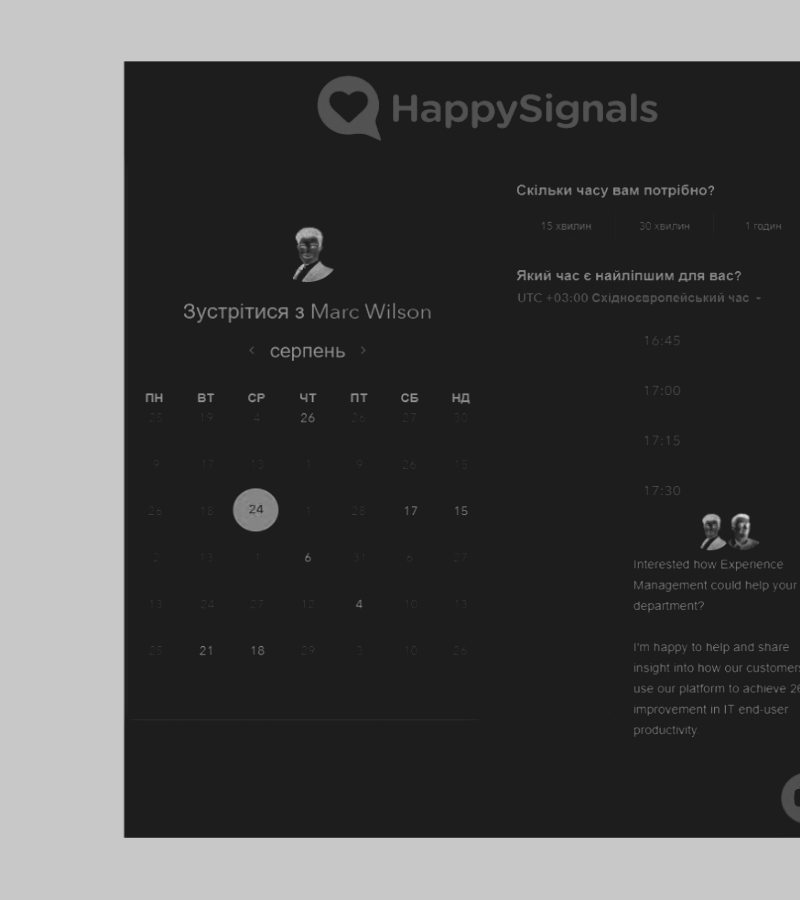 HappySignals
Зустрітися з Marc Wilson
серпень
ПН ВТ СР ЧТ ПТ СБ НД
25 19 4 26 26 27 30
9 17 13 1 9 26 15
26 18 24 1 28 17 15
2 13 1 6 31 6 27
13 24 27 12 4 10 13
25 21 18 29 3 10 26
Скільки часу вам потрібно?
15 хвилин 30 хвилин 1 годин
Який час є найліпшим для вас?
UTC +03:00 Східноєвропейський час
16:45
17:00
17:15
17:30
Interested how Experience
Management could help your
department?
I'm happy to help and share
insight into how our customers
use our platform to achieve 26
improvement in IT end-user
productivity